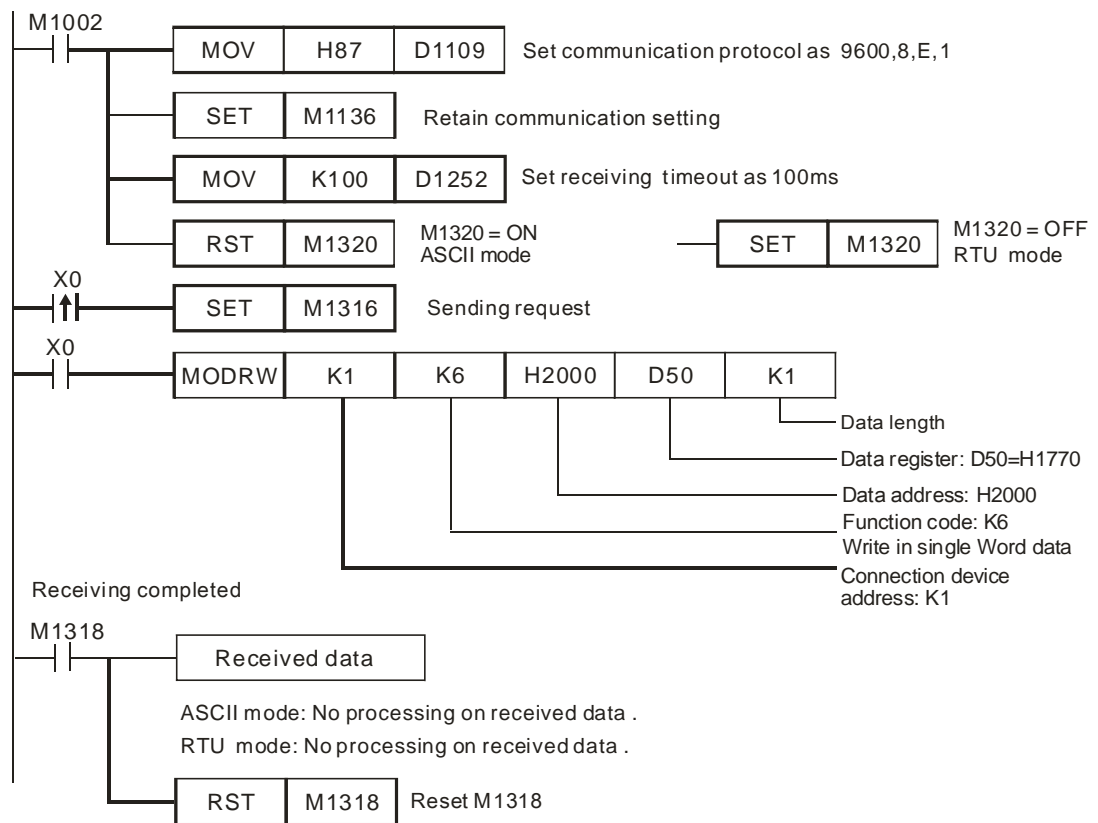 M1002
MOV H87 D1109 Set communication protocol as 9600,8,E,1
SET M1136 Retain communication setting
MOV K100 D1252 Set receiving timeout as 100ms
RST M1320 M1320 = ON
ASCII mode
SET M1320 M1320 = OFF
RTU mode
X0
SET M1316 Sending request
X0
MODRW K1 K6 H2000 D50 K1
Data length
Data register: D50=H1770
Data address: H2000
Function code: K6
Write in single Word data
Connection device
address: K1
Receiving completed
M1318
Received data
ASCII mode: No processing on received data .
RTU mode: No processing on received data .
RST M1318 Reset M1318